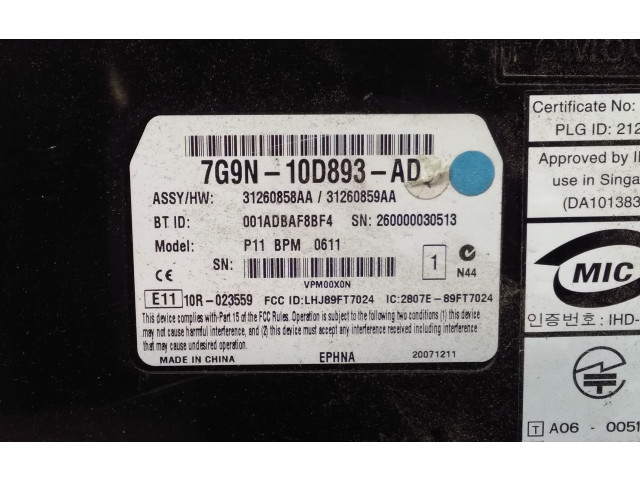 7G9N-10D893-AD
ASSY/HW: 31260858AA / 31260859AA
BT ID: 001ADBAF8BF4 SN: 260000030513
Model: P11 BPM 0611
SN:
VPM00X0N
1
N44
CE
E11 10R-023559 FCC ID:LHJ89FT7024 IC:2807E-89FT7024
This device complies with-Part 15 of the FCC Rules. Operation is subject to the following two conditions (1) this device
may not cause harmful interference, and (2) this device must accept any interference received including interference
that may cause undesired operation.
MADE IN CHINA EPHNA 20071211
Certificate No:
PLG ID: 212
Approved by I
use in Singa
(DA101383
MIC
인증번호: IHD-
T A06 - 0051